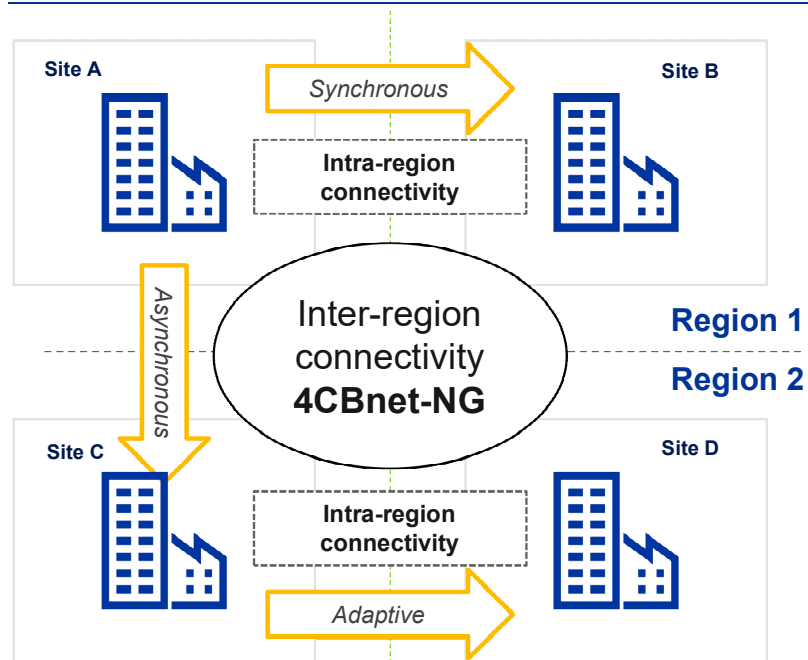 Site A
Synchronous
Site B
Intra-region
connectivity
Asynchronous
Inter-region
connectivity
4CBnet-NG
Region 1
Region 2
Site C
Site D
Intra-region
connectivity
Adaptive